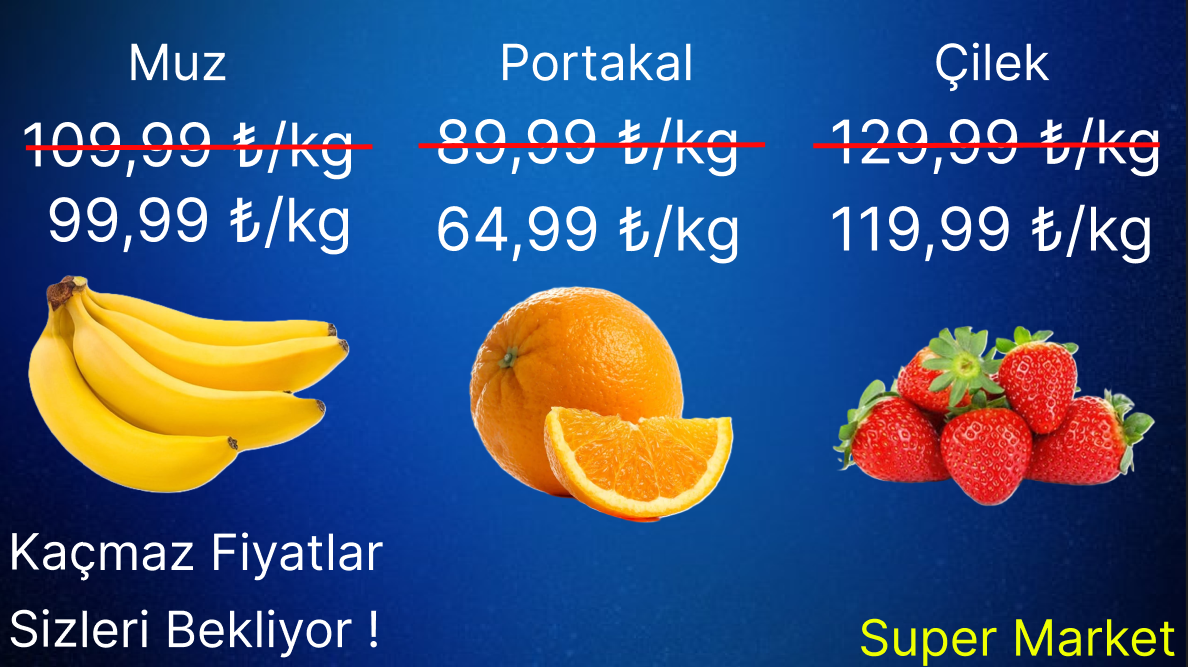 Muz
109,99 ₺/kg
99,99 ₺/kg
Portakal
89,99 ₺/kg
64,99 ₺/kg
Çilek
129,99 ₺/kg
119,99 ₺/kg
Kaçmaz Fiyatlar
Sizleri Bekliyor !
Super Market